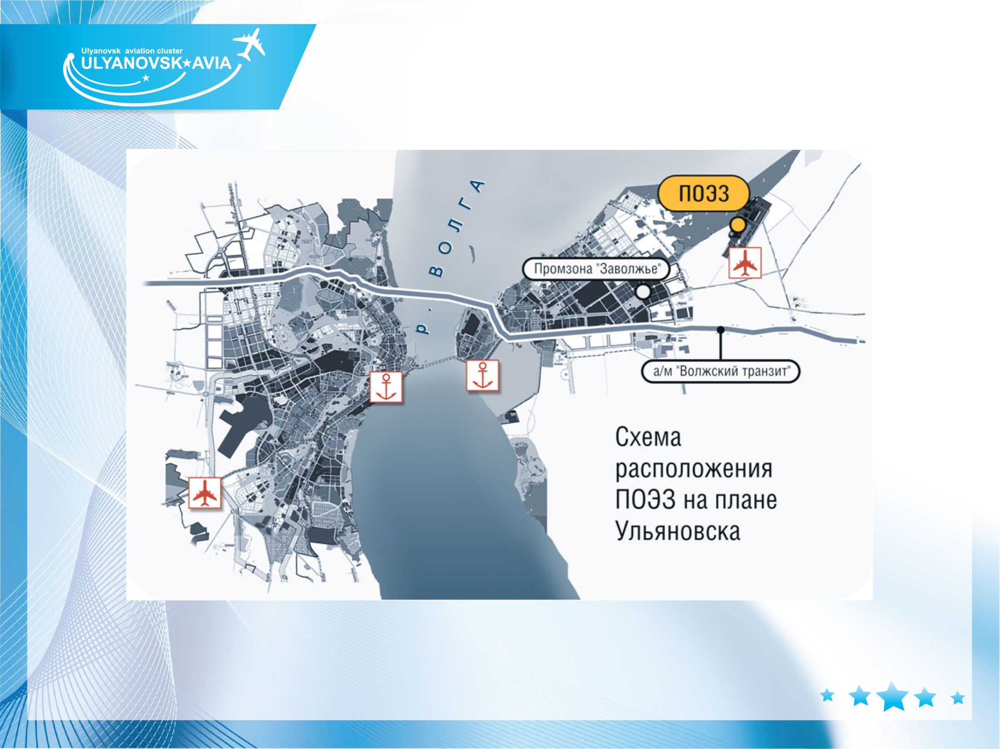 Ulyanovsk aviation cluster
ULYANOVSK★AVIA
р. ВОЛГА
ПОЭЗ
Промзона "Заволжье"
а/м "Волжский транзит"
Схема
расположения
ПОЭЗ на плане
Ульяновска